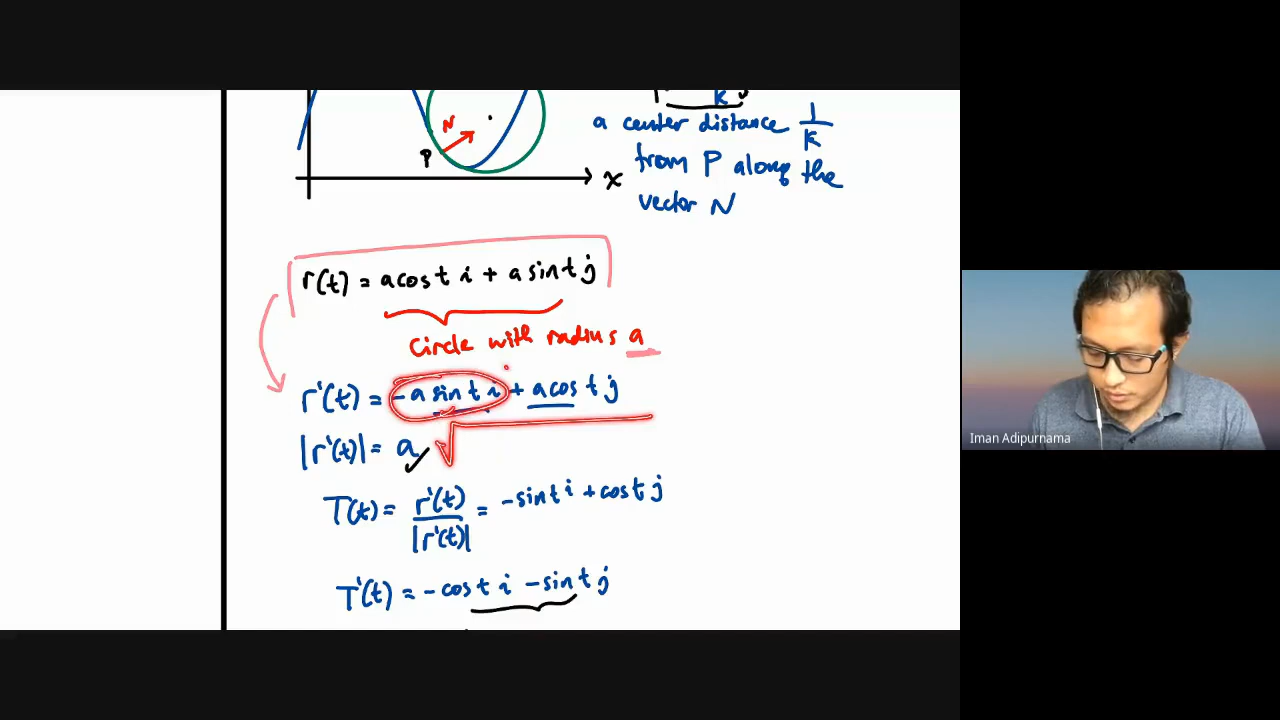 k
a center distance 1/k
N
P
from P along the
x
vector N
r(t) = a cos t i + a sin t j
Circle with radius a
r'(t) = -a sin t i + a cos t j
|r'(t)| = a √
Iman Adipurnama
T(t) = r'(t)/|r'(t)| = -sin t i + cos t j
T'(t) = -cos t i - sin t j